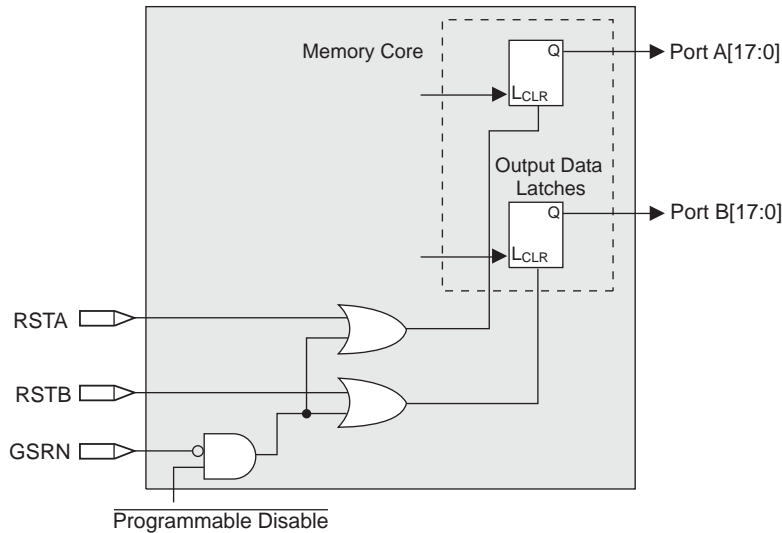 Memory Core
Q
Port A[17:0]
LCLR
Output Data
Latches
Q
Port B[17:0]
LCLR
RSTA
RSTB
GSRN
Programmable Disable